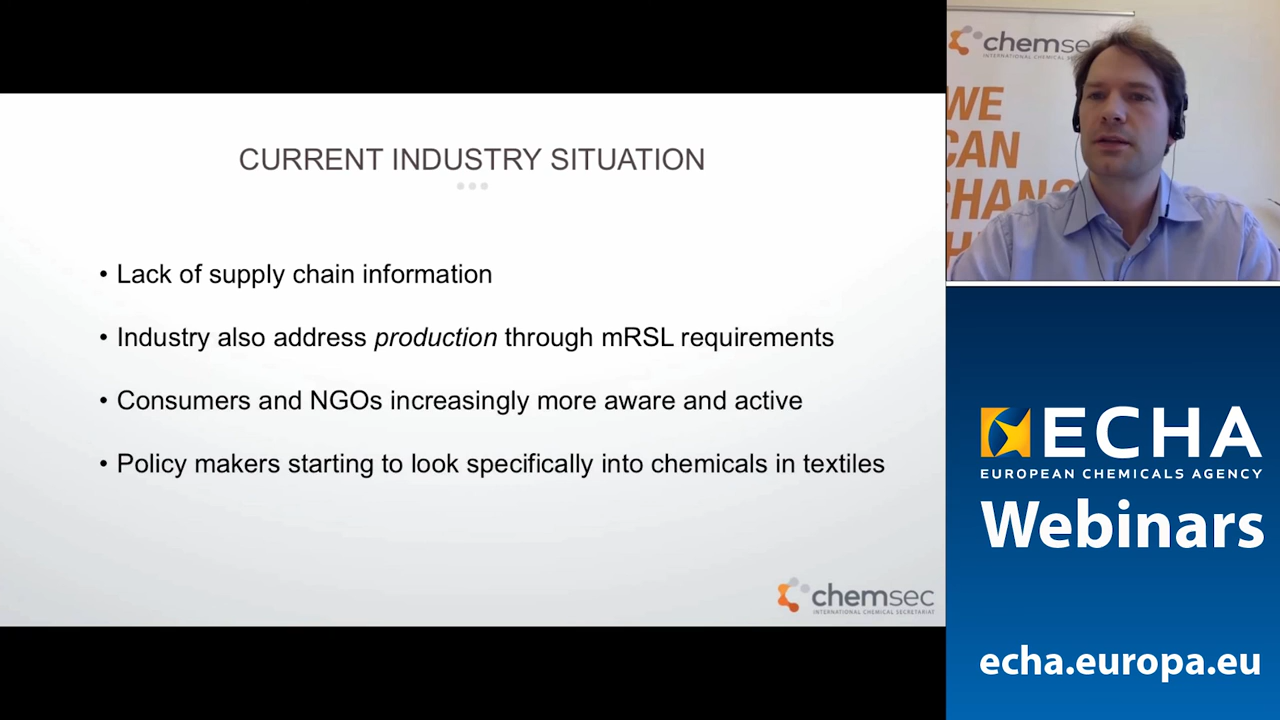 CURRENT INDUSTRY SITUATION
• Lack of supply chain information
• Industry also address production through mRSL requirements
• Consumers and NGOs increasingly more aware and active
• Policy makers starting to look specifically into chemicals in textiles
chemsec
INTERNATIONAL CHEMICAL SECRETARIAT
chemsec
INTERNATIONAL CHEMICAL
WE
CAN
CHANG
ECHA
EUROPEAN CHEMICALS AGENCY
Webinars
echa.europa.eu